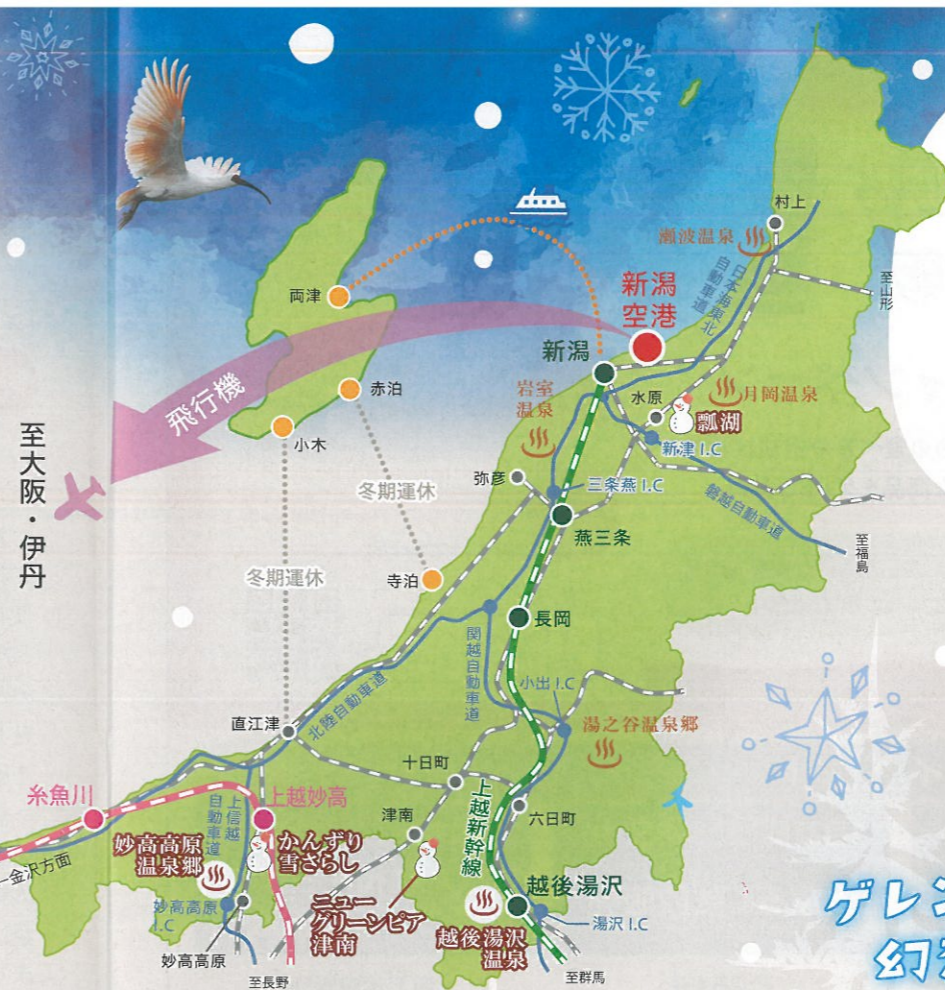 村上
瀬波温泉
日本海東北
自動車道
至山形
両津
新潟
空港
新潟
飛行機
赤泊
小木
岩室
温泉
水原
月岡温泉
瓢湖
新津 I.C
至大阪・伊丹
冬期運休
弥彦
三条燕 I.C
磐越自動車道
燕三条
至福島
冬期運休
寺泊
長岡
関越自動車道
小出 I.C
北陸自動車道
直江津
湯之谷温泉郷
十日町
糸魚川
上越妙高
上信越
自動車道
津南
上越新幹線
六日町
金沢方面
妙高高原
温泉郷
かんずり
雪さらし
越後湯沢
ニュー
グリーンピア
津南
妙高高原
I.C
越後湯沢
温泉
湯沢 I.C
妙高高原
至長野
至群馬
ゲレン
幻